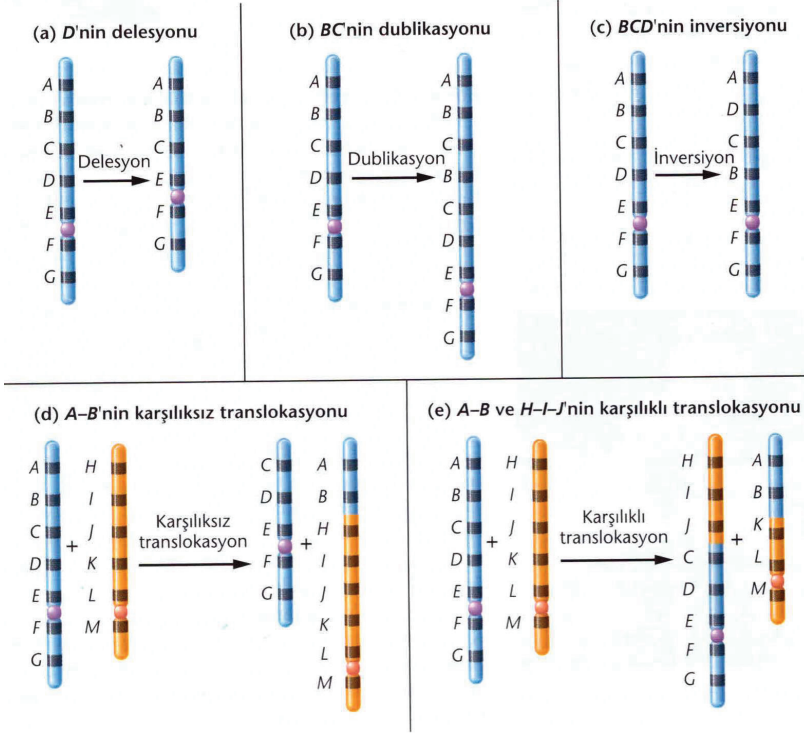 (a) D'nin delesyonu
A
B
C
D
E
F
G
Delesyon
A
B
C
E
F
G
(b) BC'nin dublikasyonu
A
B
C
D
E
F
G
Dublikasyon
A
B
C
B
C
D
E
F
G
(c) BCD'nin inversiyonu
A
B
C
D
E
F
G
İnversiyon
A
D
C
B
E
F
G
(d) A–B'nin karşılıksız translokasyonu
A
B
C
D
E
F
G
+
H
I
J
K
L
M
Karşılıksız
translokasyon
C
D
E
F
G
+
A
B
H
I
J
K
L
M
(e) A–B ve H–I–J'nin karşılıklı translokasyonu
A
B
C
D
E
F
G
+
H
I
J
K
L
M
Karşılıklı
translokasyon
H
I
J
C
D
E
F
G
+
A
B
K
L
M